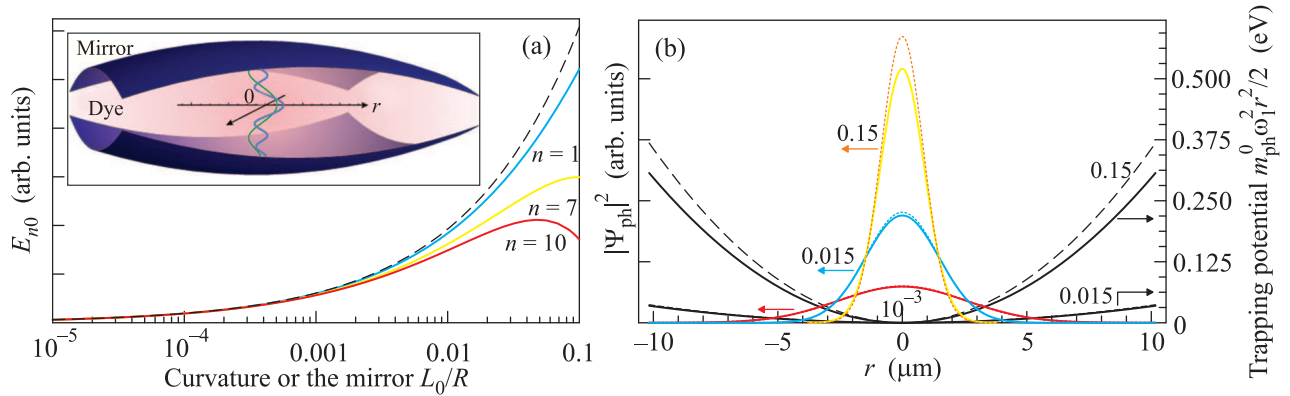 (a)
Mirror
Dye
0
r
n = 1
n = 7
n = 10
E_{n0} (arb. units)
10^{-5}
10^{-4}
0.001
0.01
0.1
Curvature or the mirror L_0/R
(b)
0.15
0.015
10^{-3}
0.15
0.015
|Ψ_{ph}|^2 (arb. units)
0.500
0.375
0.250
0.125
0
Trapping potential m^0_{ph}ω_1^2r^2/2 (eV)
−10
−5
0
5
10
r (μm)